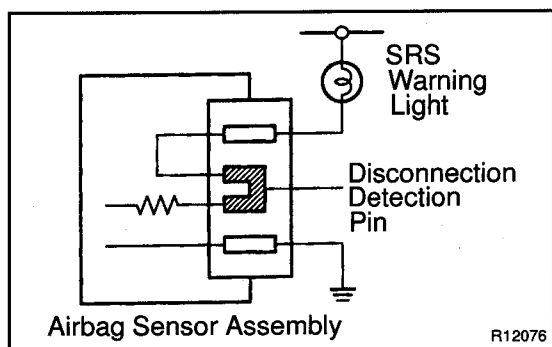 SRS
Warning
Light
Disconnection
Detection
Pin
Airbag Sensor Assembly
R12076